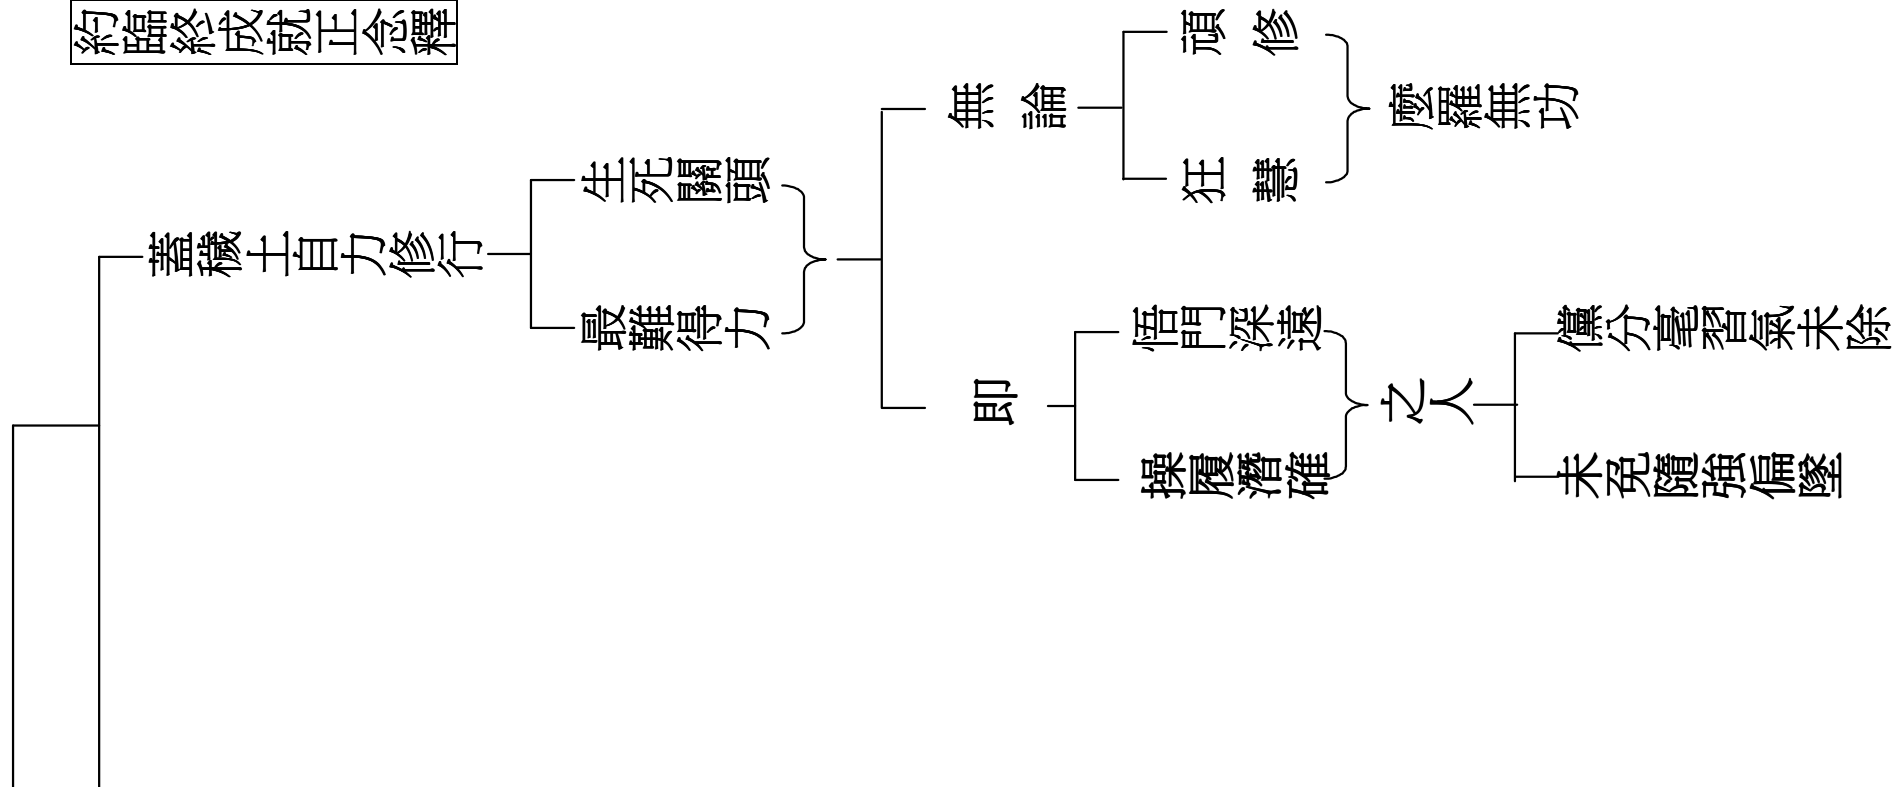 約臨終成就正念釋
蓋穢土自力修行
生死關頭
最難得力
無論
頑修
狂慧
羅無功
即
悟門深遠
操履潛確
之人
儻分毫習氣未除
未免隨强偏墜